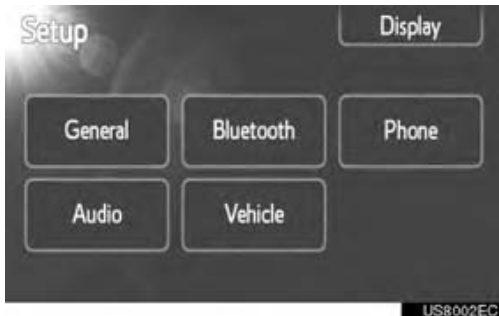 Setup
Display
General
Bluetooth
Phone
Audio
Vehicle
US8002EC